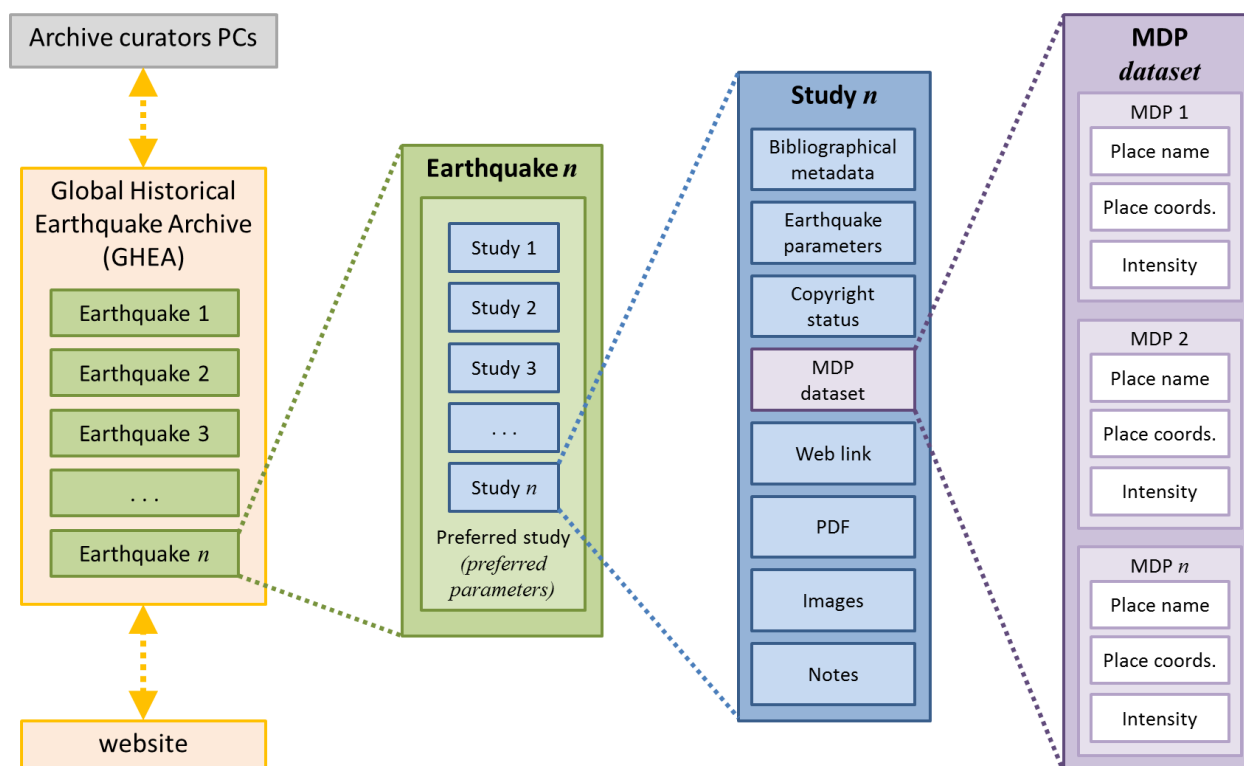 Archive curators PCs
Global Historical
Earthquake Archive
(GHEA)
Earthquake 1
Earthquake 2
Earthquake 3
. . .
Earthquake n
website
Earthquake n
Study 1
Study 2
Study 3
. . .
Study n
Preferred study
(preferred
parameters)
Study n
Bibliographical
metadata
Earthquake
parameters
Copyright
status
MDP
dataset
Web link
PDF
Images
Notes
MDP
dataset
MDP 1
Place name
Place coords.
Intensity
MDP 2
Place name
Place coords.
Intensity
MDP n
Place name
Place coords.
Intensity